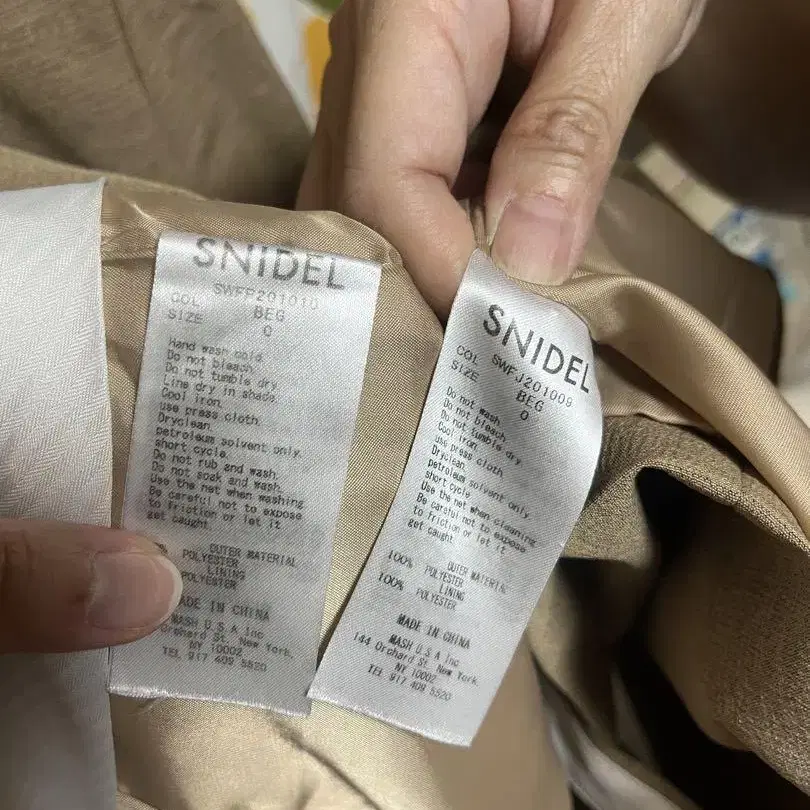 SNIDEL
SWFP201010
COL BEG
SIZE 0
Hand wash cold.
Do not bleach.
Do not tumble dry.
Line dry in shade.
Cool iron.
use press cloth.
Dryclean.
petroleum solvent only.
short cycle.
Do not rub and wash.
Do not soak and wash.
Use the net when washing
Be careful not to expose
to friction or let it
get caught.
OUTER MATERIAL
POLYESTER
LINING
POLYESTER
MADE IN CHINA
MASH U.S.A Inc
Orchard St. New York.
NY 10002
TEL 917 409 5520
SNIDEL
SWFJ201009
COL BEG
SIZE 0
Do not wash.
Do not bleach.
Do not tumble dry.
Cool iron.
use press cloth.
Dryclean.
petroleum solvent only.
short cycle.
Use the net when cleaning
Be careful not to expose
to friction or let it
get caught.
OUTER MATERIAL
100% POLYESTER
LINING
100% POLYESTER
MADE IN CHINA
MASH U.S.A Inc
144 Orchard St. New York.
NY 10002
TEL 917 409 5520